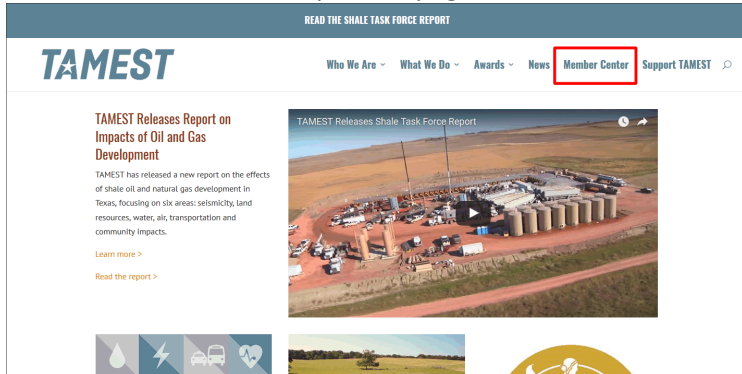 READ THE SHALE TASK FORCE REPORT
TAMEST
Who We Are What We Do Awards News Member Center Support TAMEST
TAMEST Releases Report on
Impacts of Oil and Gas
Development
TAMEST has released a new report on the effects
of shale oil and natural gas development in
Texas, focusing on six areas: seismicity, land
resources, water, air, transportation and
community impacts.
Learn more >
Read the report >
TAMEST Releases Shale Task Force Report